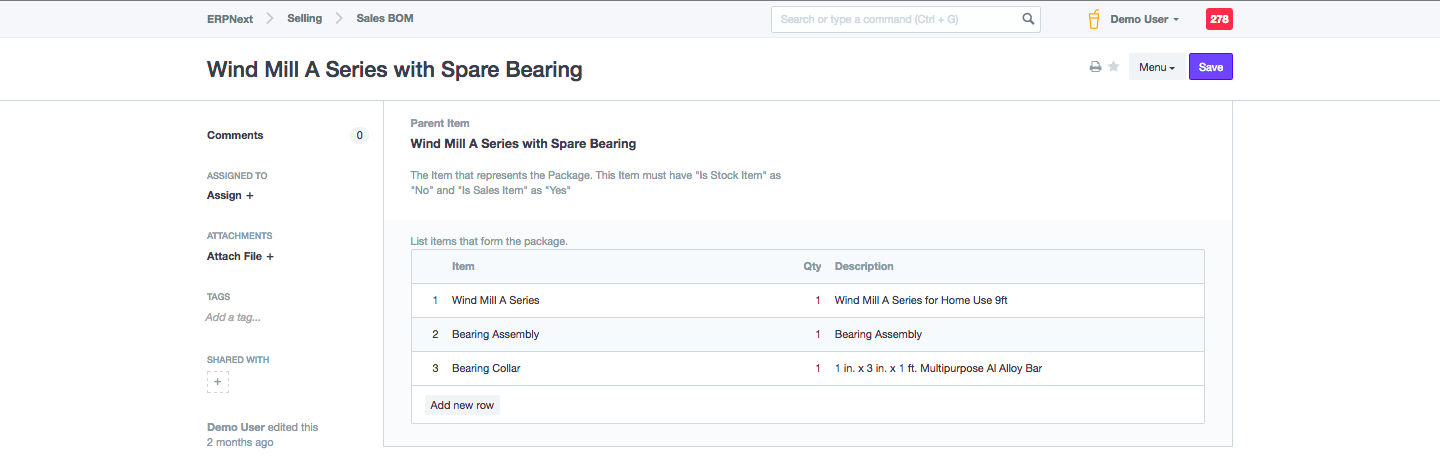 ERPNext Selling Sales BOM Search or type a command (Ctrl + G) Demo User 278
Wind Mill A Series with Spare Bearing Menu Save
Comments 0
ASSIGNED TO
Assign +
ATTACHMENTS
Attach File +
TAGS
Add a tag...
SHARED WITH
+
Demo User edited this
2 months ago
Parent Item
Wind Mill A Series with Spare Bearing
The Item that represents the Package. This Item must have "Is Stock Item" as
"No" and "Is Sales Item" as "Yes"
List items that form the package.
Item Qty Description
1 Wind Mill A Series 1 Wind Mill A Series for Home Use 9ft
2 Bearing Assembly 1 Bearing Assembly
3 Bearing Collar 1 1 in. x 3 in. x 1 ft. Multipurpose Al Alloy Bar
Add new row